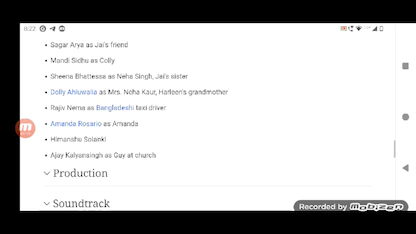 8:22
• Sagar Arya as Jai's friend
• Mandi Sidhu as Colly
• Sheena Bhattessa as Neha Singh, Jai's sister
• Dolly Ahluwalia as Mrs. Neha Kaur, Harleen's grandmother
• Rajiv Nema as Bangladeshi taxi driver
• Amanda Rosario as Amanda
• Himanshu Solanki
• Ajay Kalyansingh as Guy at church
Production
Soundtrack
Recorded by Mobizen